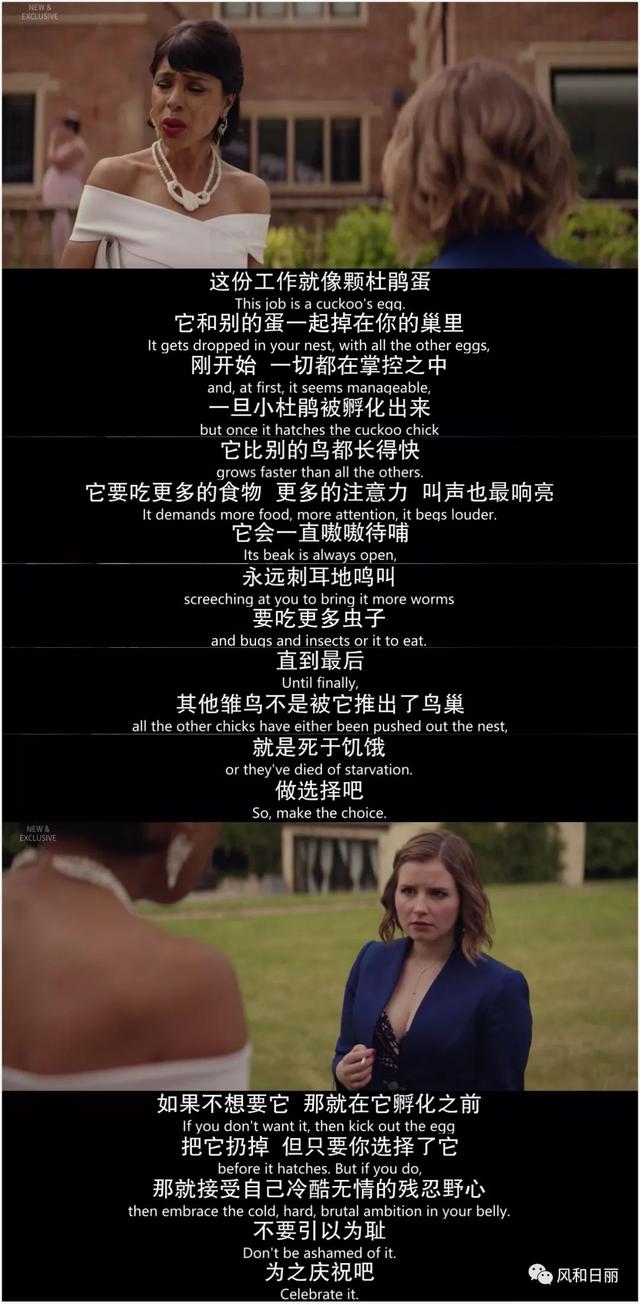 NEW &
EXCLUSIVE
这份工作就像颗杜鹃蛋
This job is a cuckoo's egg.
它和别的蛋一起掉在你的巢里
It gets dropped in your nest, with all the other eggs,
刚开始 一切都在掌控之中
and, at first, it seems manageable,
一旦小杜鹃被孵化出来
but once it hatches the cuckoo chick
它比别的鸟都长得快
grows faster than all the others.
它要吃更多的食物 更多的注意力 叫声也最响亮
It demands more food, more attention, it begs louder.
它会一直嗷嗷待哺
Its beak is always open,
永远刺耳地鸣叫
screeching at you to bring it more worms
要吃更多虫子
and bugs and insects or it to eat.
直到最后
Until finally,
其他雏鸟不是被它推出了鸟巢
all the other chicks have either been pushed out the nest,
就是死于饥饿
or they've died of starvation.
做选择吧
So, make the choice.
NEW &
EXCLUSIVE
如果不想要它 那就在它孵化之前
If you don't want it, then kick out the egg
把它扔掉 但只要你选择了它
before it hatches. But if you do,
那就接受自己冷酷无情的残忍野心
then embrace the cold, hard, brutal ambition in your belly.
不要引以为耻
Don't be ashamed of it.
为之庆祝吧
Celebrate it.
风和日丽